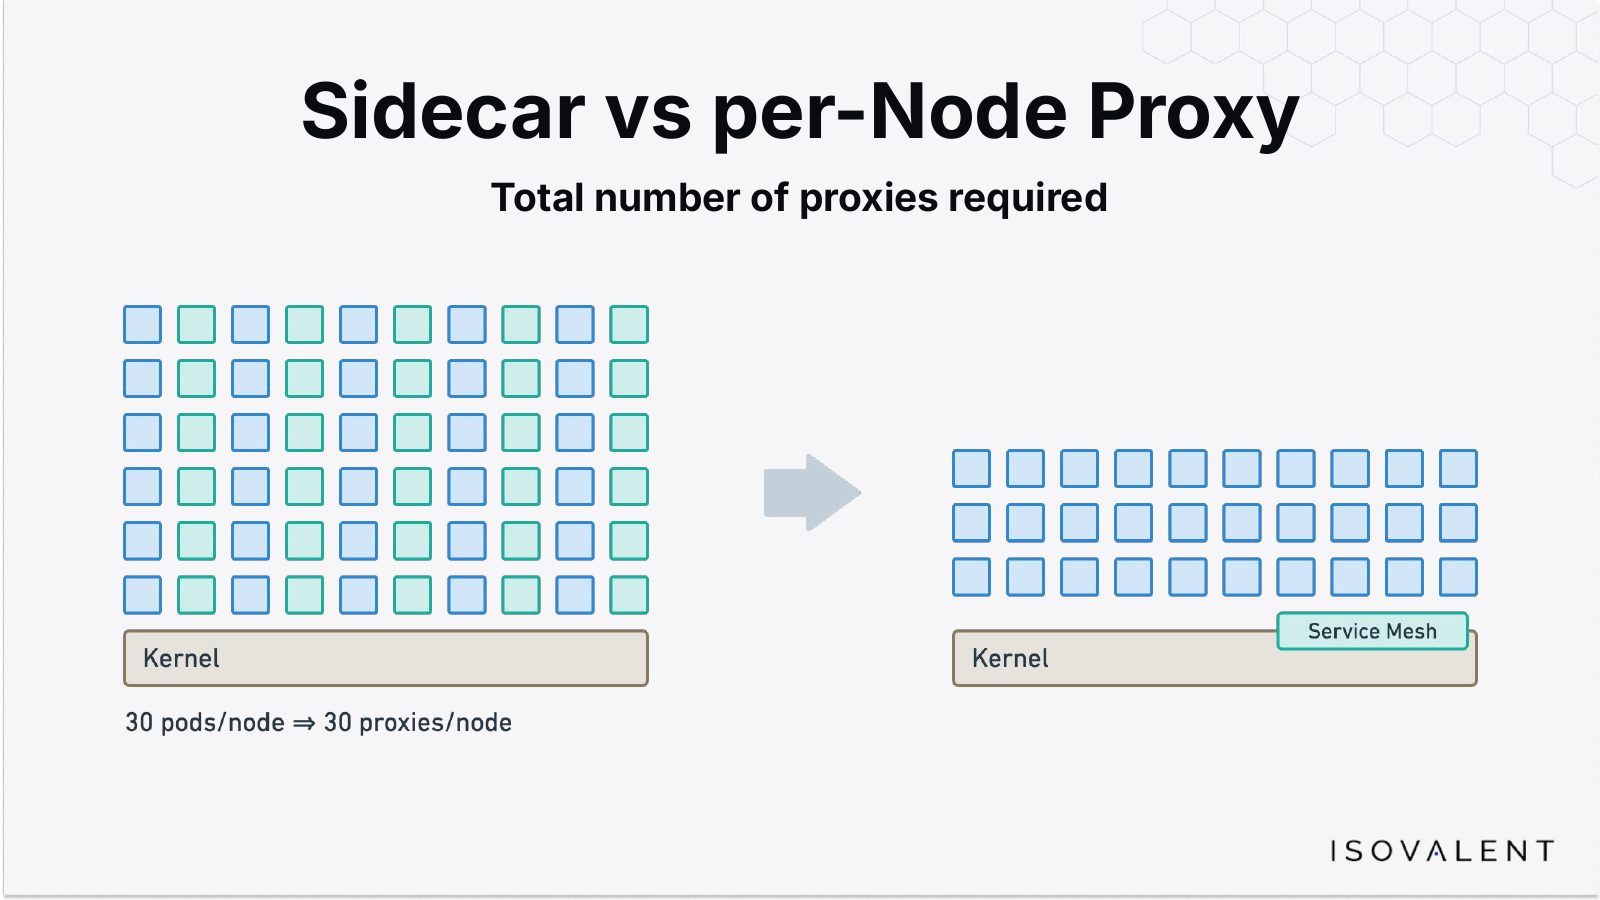 Sidecar vs per-Node Proxy
Total number of proxies required
Kernel
30 pods/node ⇒ 30 proxies/node
Service Mesh
Kernel
ISOVALENT